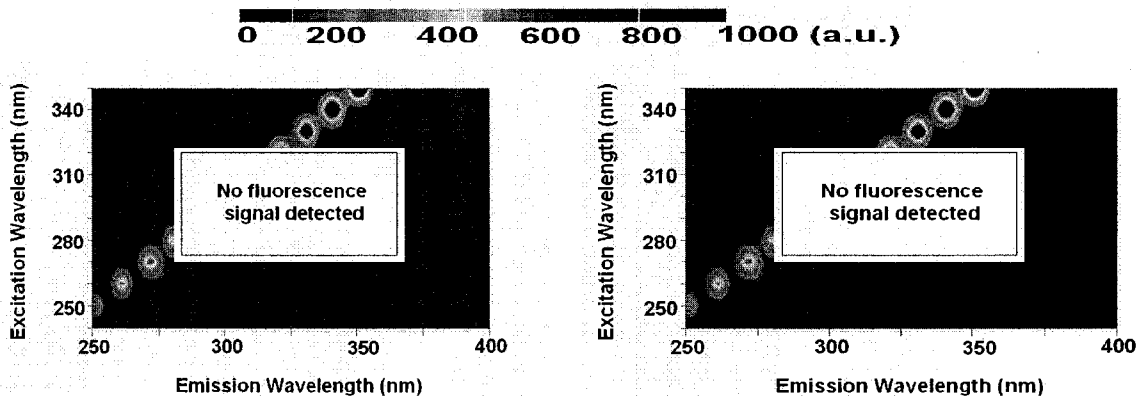 0 200 400 600 800 1000 (a.u.)
Excitation Wavelength (nm)
340
310
280
250
No fluorescence
signal detected
250 300 350 400
Emission Wavelength (nm)
Excitation Wavelength (nm)
340
310
280
250
No fluorescence
signal detected
250 300 350 400
Emission Wavelength (nm)